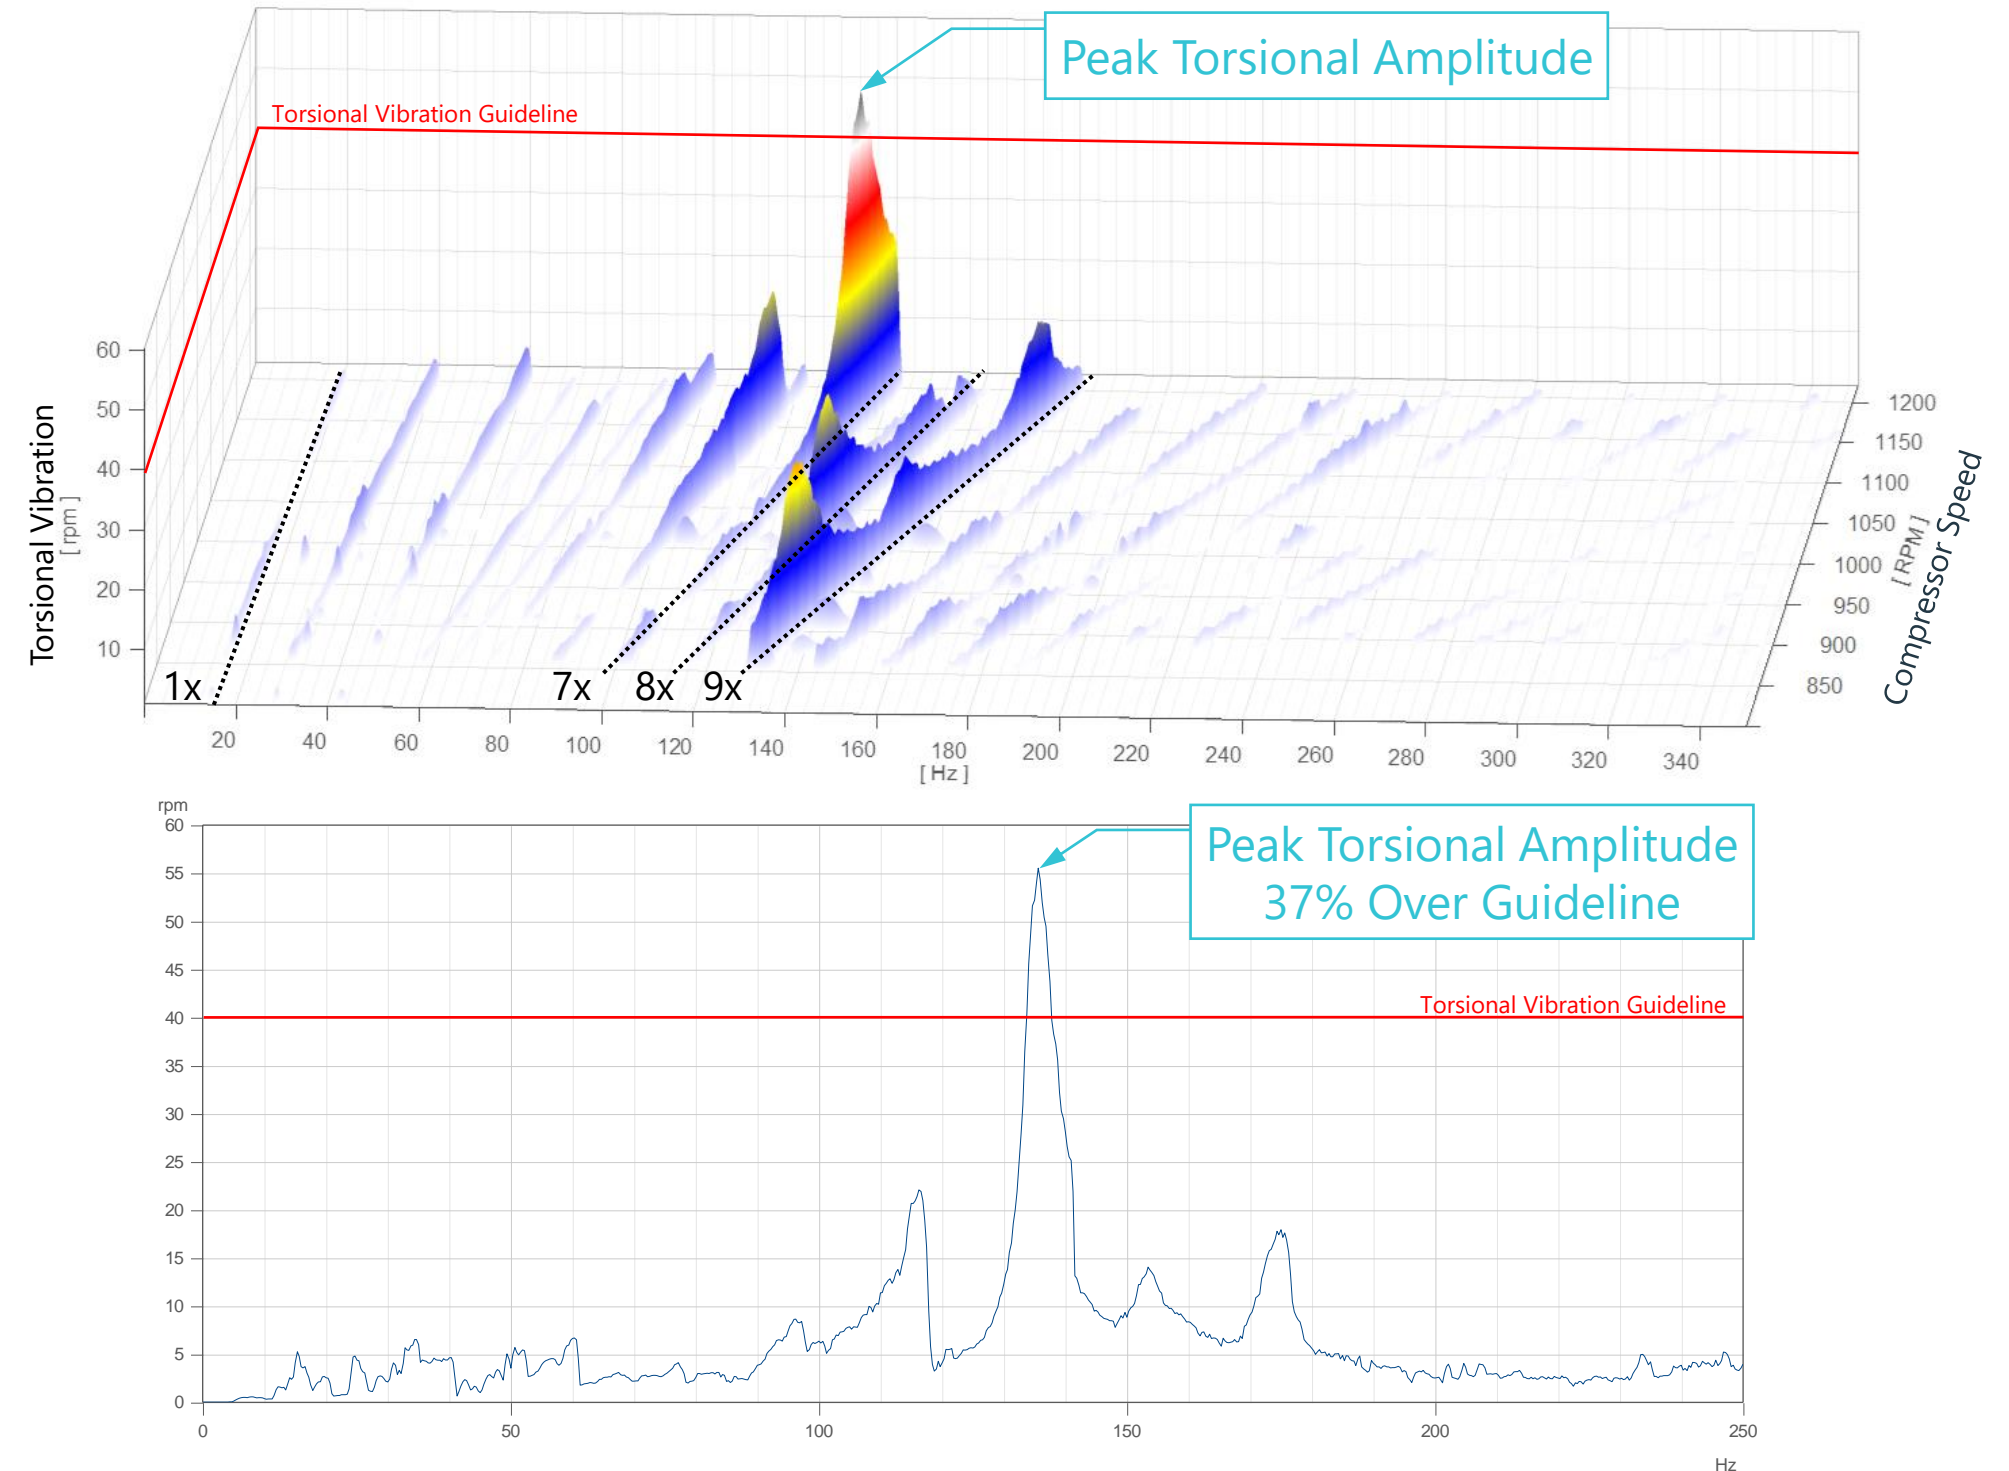 Peak Torsional Amplitude
Torsional Vibration Guideline
Torsional Vibration
[ rpm ]
60
50
40
30
20
10
1200
1150
1100
1050
1000
950
900
850
[ RPM ]
Compressor Speed
1x
7x
8x
9x
20 40 60 80 100 120 140 160 180 200 220 240 260 280 300 320 340
[ Hz ]
rpm
Peak Torsional Amplitude
37% Over Guideline
Torsional Vibration Guideline
60
55
50
45
40
35
30
25
20
15
10
5
0
0 50 100 150 200 250
Hz